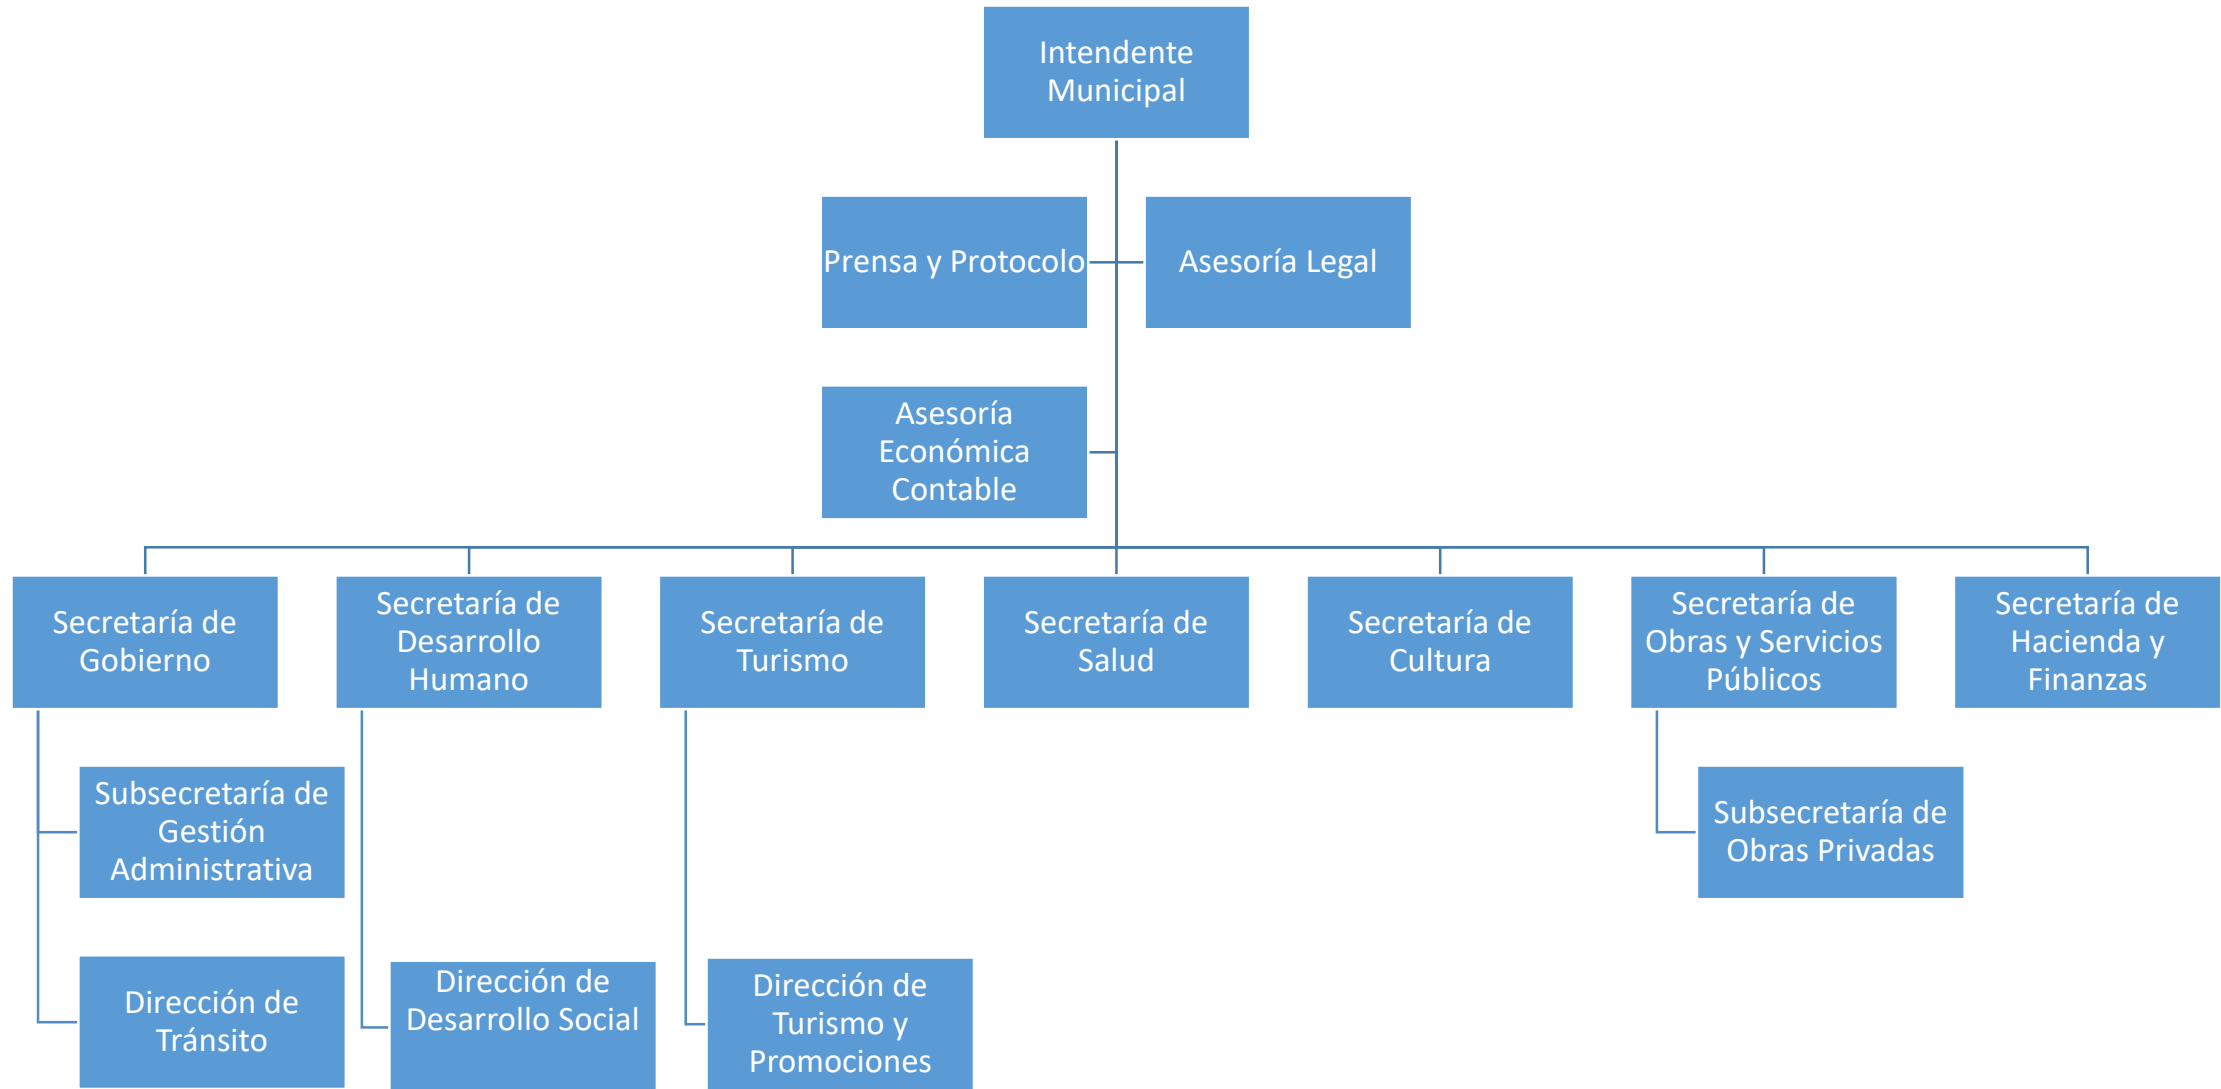 Intendente
Municipal
Prensa y Protocolo
Asesoría Legal
Asesoría
Económica
Contable
Secretaría de
Gobierno
Secretaría de
Desarrollo
Humano
Secretaría de
Turismo
Secretaría de
Salud
Secretaría de
Cultura
Secretaría de
Obras y Servicios
Públicos
Secretaría de
Hacienda y
Finanzas
Subsecretaría de
Gestión
Administrativa
Subsecretaría de
Obras Privadas
Dirección de
Tránsito
Dirección de
Desarrollo Social
Dirección de
Turismo y
Promociones